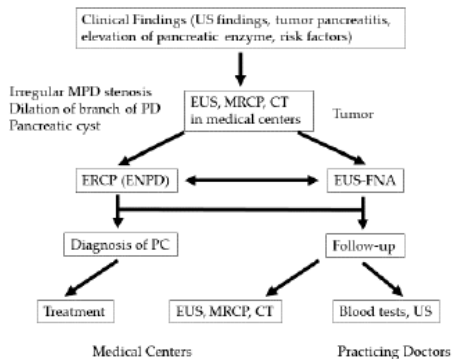 Clinical Findings (US findings, tumor pancreatitis,
elevation of pancreatic enzyme, risk factors)
Irregular MPD stenosis
Dilation of branch of PD
Pancreatic cyst
EUS, MRCP, CT
in medical centers
Tumor
ERCP (ENPD)
EUS-FNA
Diagnosis of PC
Follow-up
Treatment
EUS, MRCP, CT
Blood tests, US
Medical Centers
Practicing Doctors